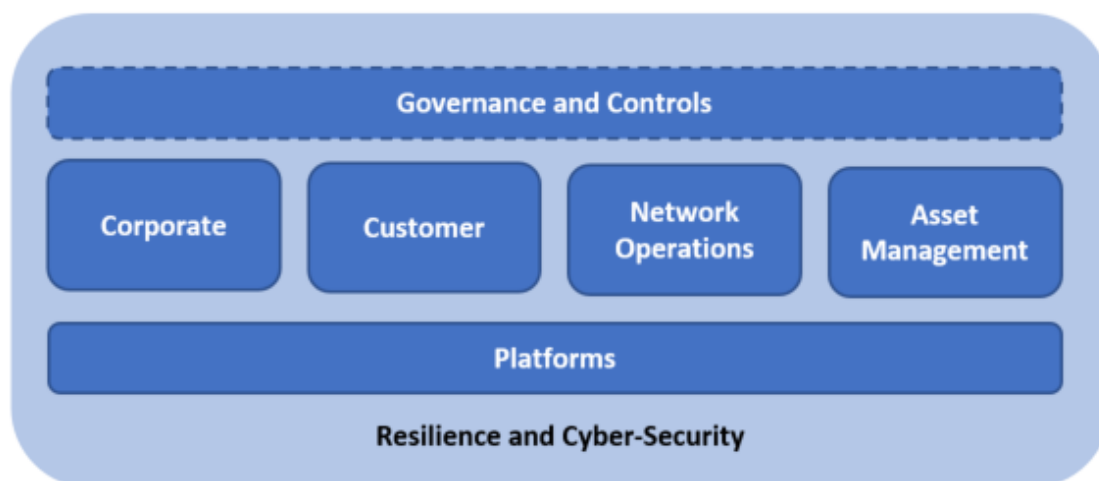 Governance and Controls
Corporate
Customer
Network
Operations
Asset
Management
Platforms
Resilience and Cyber-Security